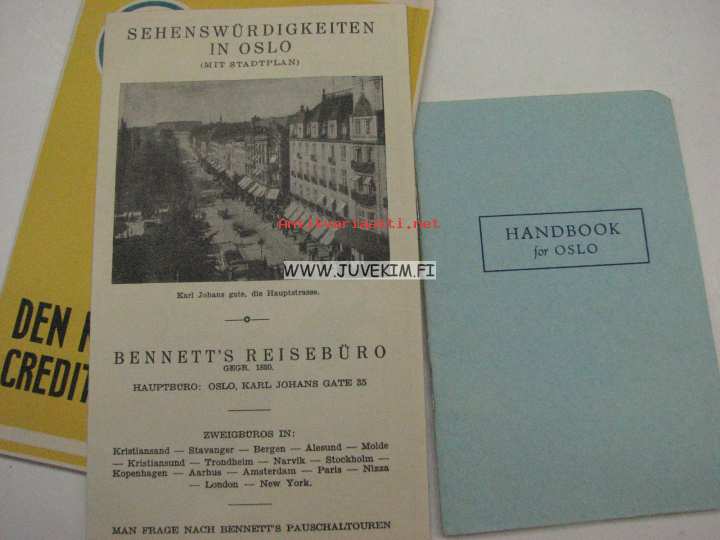 SEHENSWÜRDIGKEITEN
IN OSLO
(MIT STADTPLAN)
Antikvariaatti.net
WWW.JUVEKIM.FI
Karl Johans gate, die Hauptstrasse.
BENNETT'S REISEBÜRO
GEGR. 1850.
HAUPTBÜRO: OSLO, KARL JOHANS GATE 35
ZWEIGBÜROS IN:
Kristiansand — Stavanger — Bergen — Ålesund — Molde
— Kristiansund — Trondheim — Narvik — Stockholm —
Kopenhagen — Aarhus — Amsterdam — Paris — Nizza
— London — New York.
MAN FRAGE NACH BENNETT'S PAUSCHALTOUREN
HANDBOOK
for OSLO
DEN
CREDIT